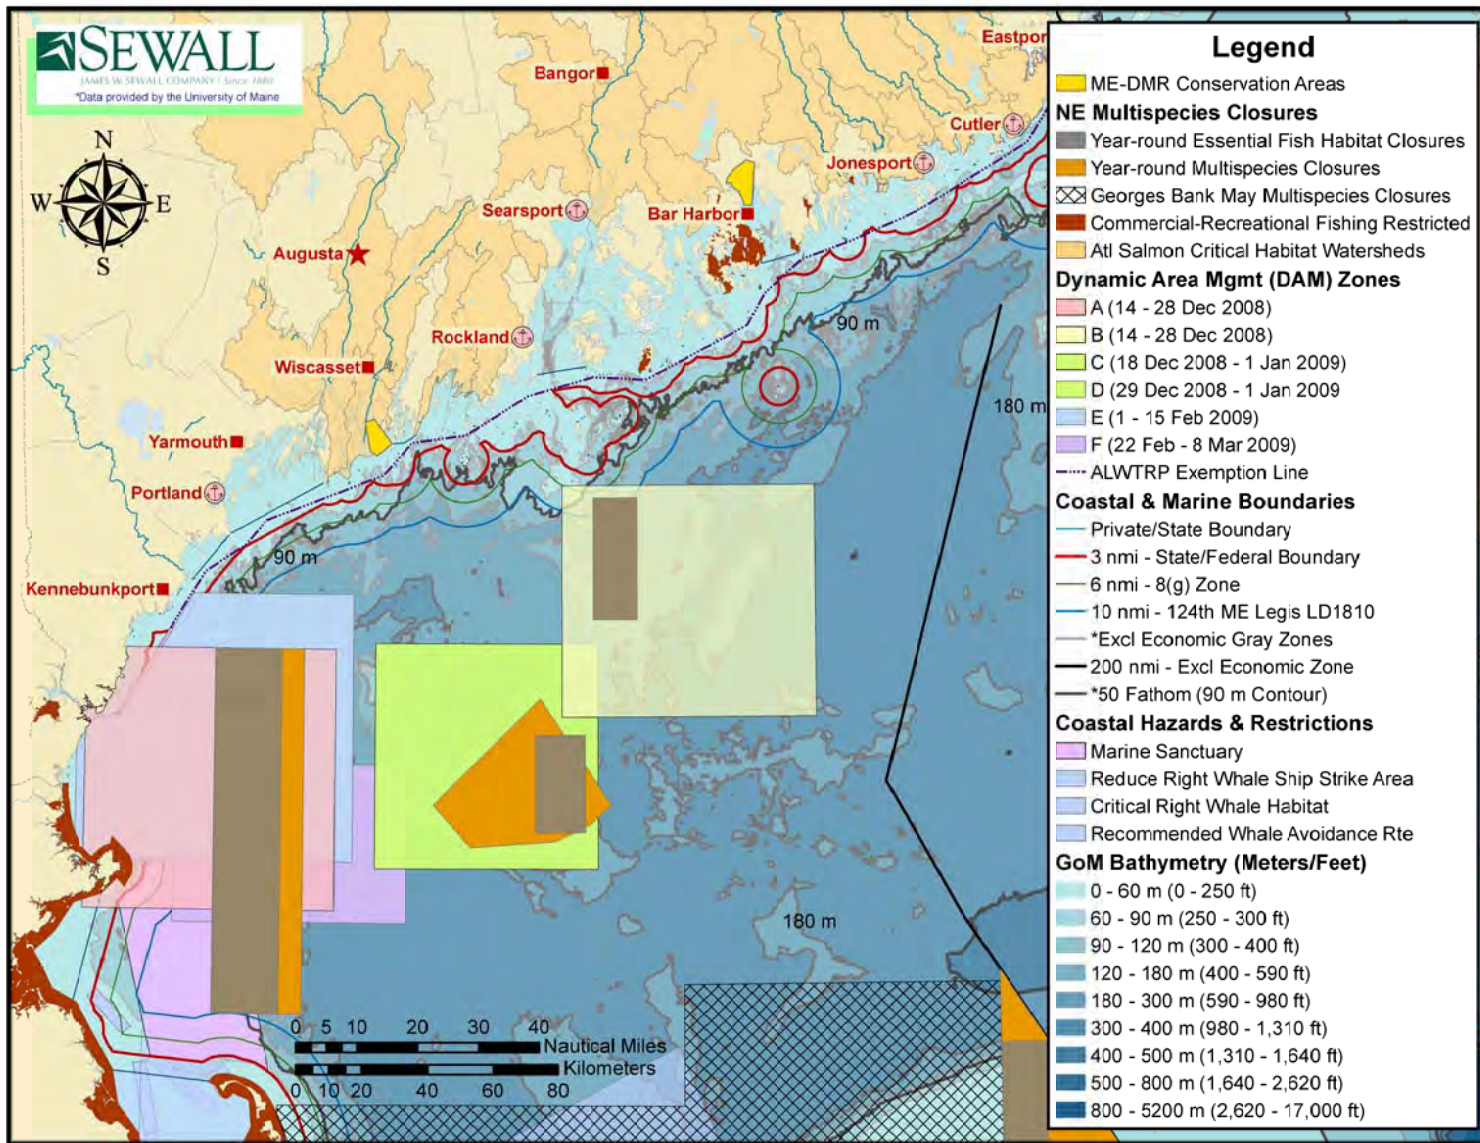 SEWALL
JAMES W. SEWALL COMPANY | Since 1880
*Data provided by the University of Maine
N
W
E
S
Bangor
Eastpor
Cutler
Jonesport
Searsport
Bar Harbor
Augusta
Rockland
90 m
Wiscasset
180 m
Yarmouth
Portland
90 m
Kennebunkport
180 m
0 5 10 20 30 40
Nautical Miles
Kilometers
0 10 20 40 60 80
Legend
ME-DMR Conservation Areas
NE Multispecies Closures
Year-round Essential Fish Habitat Closures
Year-round Multispecies Closures
Georges Bank May Multispecies Closures
Commercial-Recreational Fishing Restricted
Atl Salmon Critical Habitat Watersheds
Dynamic Area Mgmt (DAM) Zones
A (14 - 28 Dec 2008)
B (14 - 28 Dec 2008)
C (18 Dec 2008 - 1 Jan 2009)
D (29 Dec 2008 - 1 Jan 2009
E (1 - 15 Feb 2009)
F (22 Feb - 8 Mar 2009)
ALWTRP Exemption Line
Coastal & Marine Boundaries
Private/State Boundary
3 nmi - State/Federal Boundary
6 nmi - 8(g) Zone
10 nmi - 124th ME Legis LD1810
*Excl Economic Gray Zones
200 nmi - Excl Economic Zone
*50 Fathom (90 m Contour)
Coastal Hazards & Restrictions
Marine Sanctuary
Reduce Right Whale Ship Strike Area
Critical Right Whale Habitat
Recommended Whale Avoidance Rte
GoM Bathymetry (Meters/Feet)
0 - 60 m (0 - 250 ft)
60 - 90 m (250 - 300 ft)
90 - 120 m (300 - 400 ft)
120 - 180 m (400 - 590 ft)
180 - 300 m (590 - 980 ft)
300 - 400 m (980 - 1,310 ft)
400 - 500 m (1,310 - 1,640 ft)
500 - 800 m (1,640 - 2,620 ft)
800 - 5200 m (2,620 - 17,000 ft)